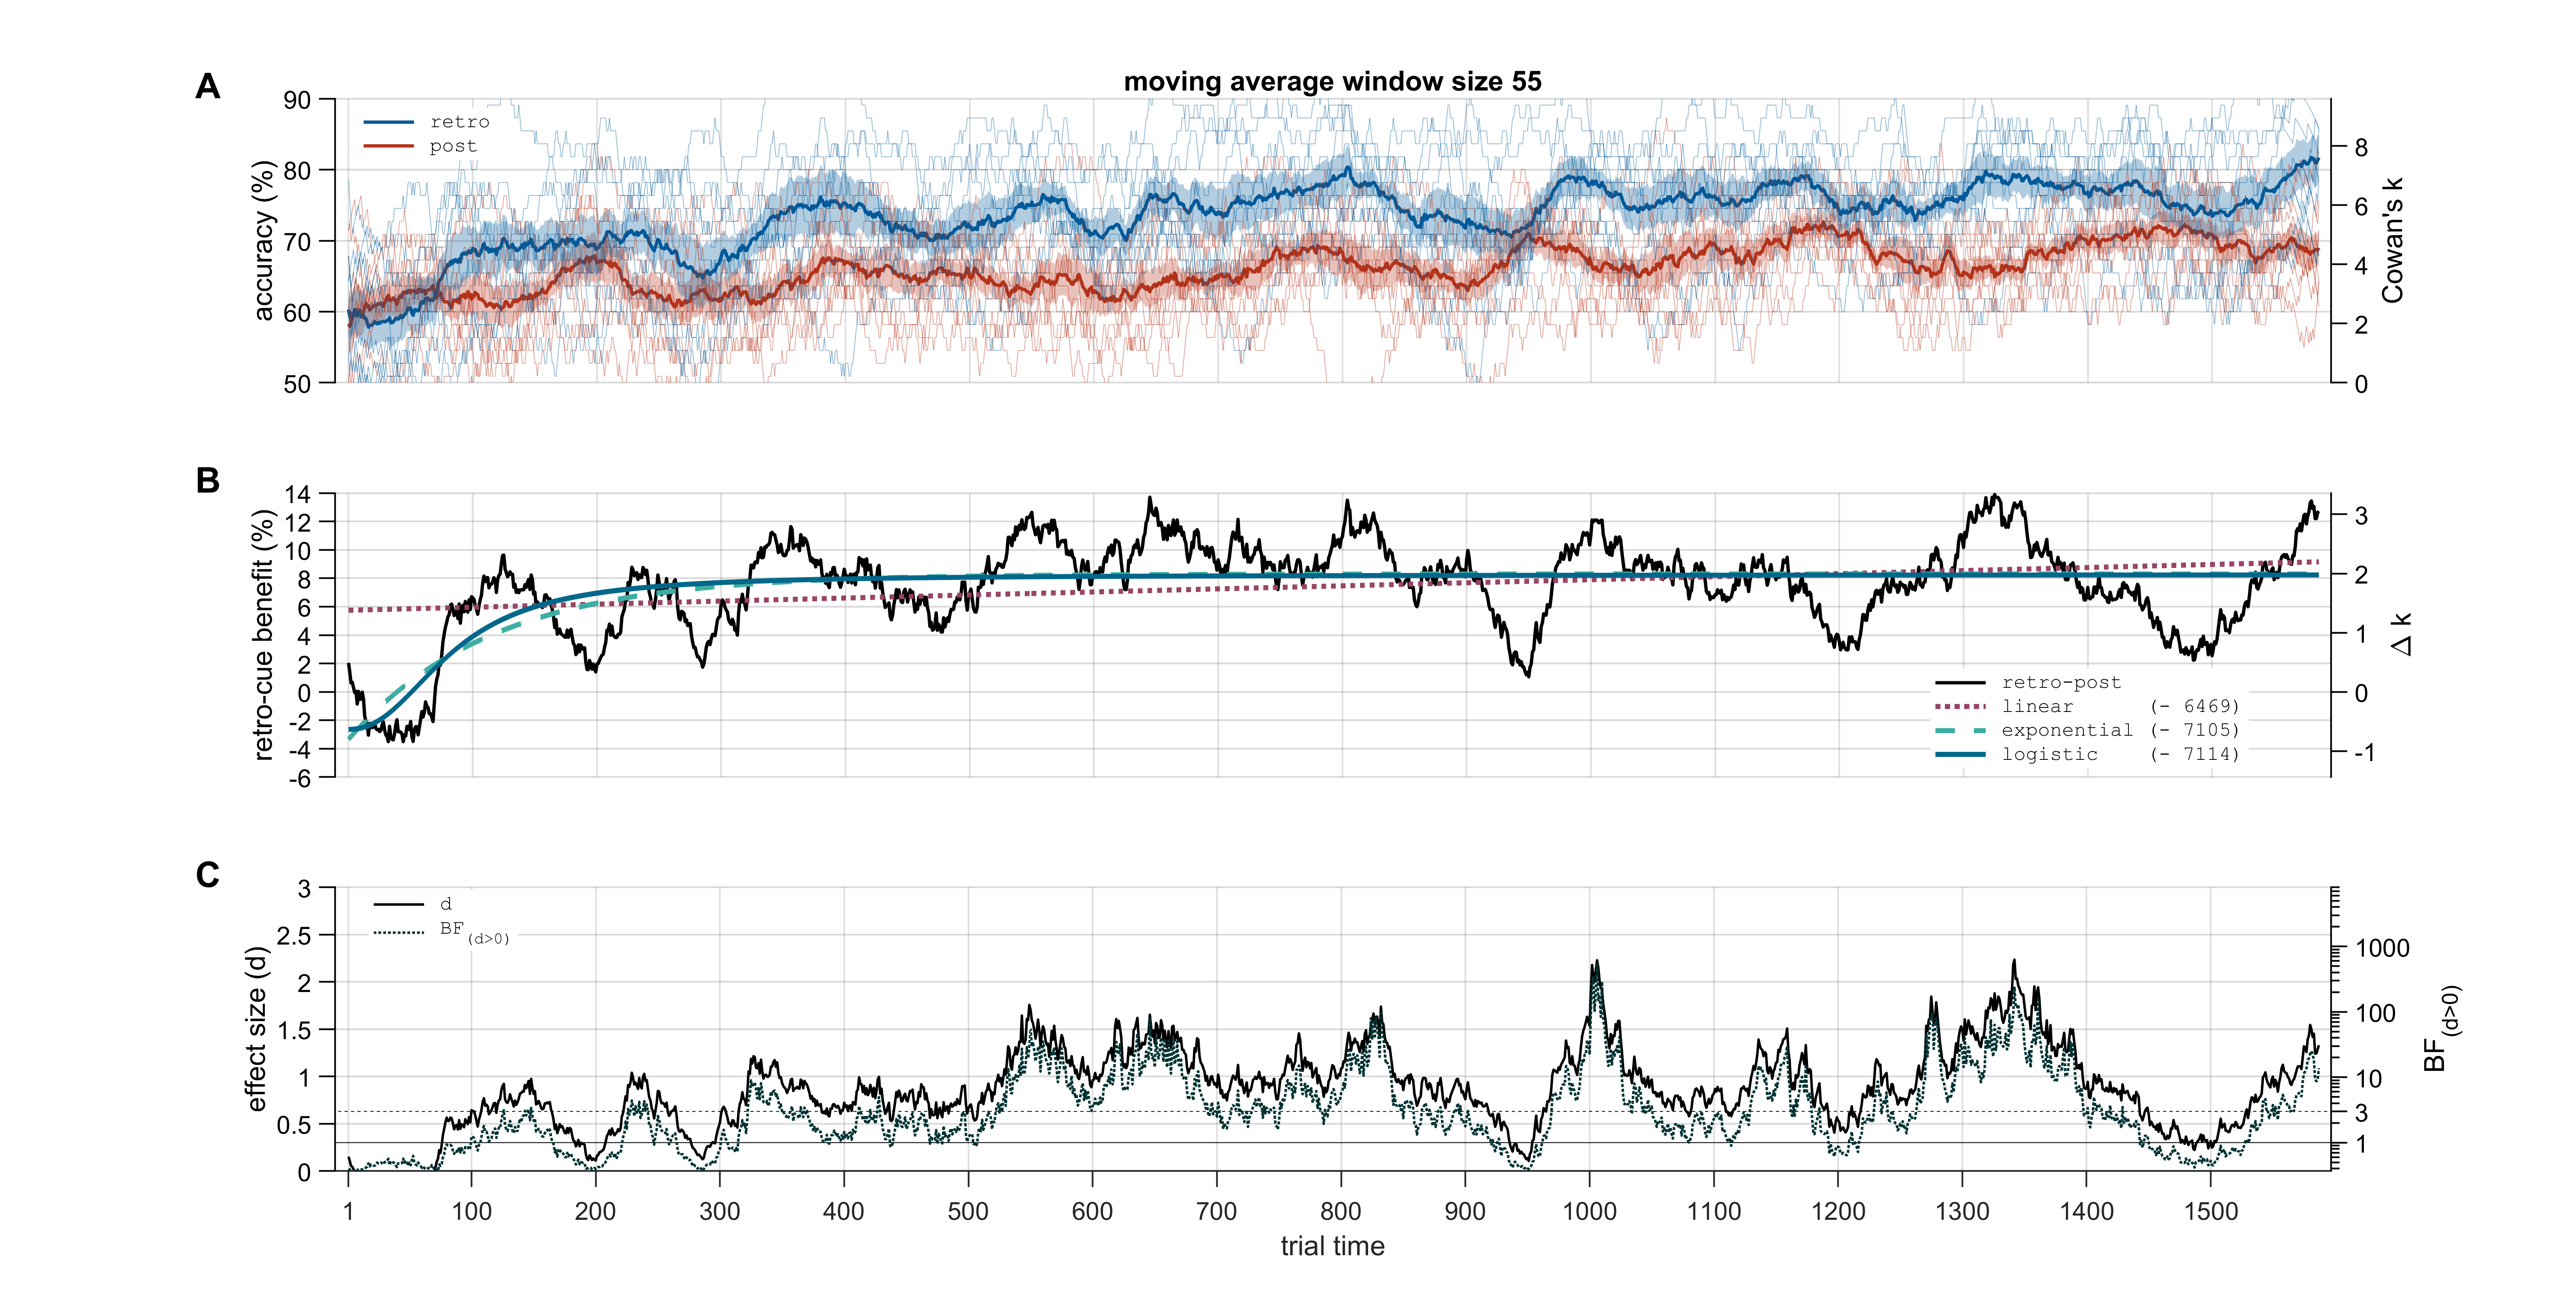 A
moving average window size 55
retro
post
accuracy (%)
90
80
70
60
50
8
6
4
2
0
Cowan's k
B
retro-cue benefit (%)
14
12
10
8
6
4
2
0
-2
-4
-6
3
2
1
0
-1
Δ k
retro-post
linear (- 6469)
exponential (- 7105)
logistic (- 7114)
C
d
BF(d>0)
effect size (d)
3
2.5
2
1.5
1
0.5
0
1000
100
10
3
1
BF(d>0)
1 100 200 300 400 500 600 700 800 900 1000 1100 1200 1300 1400 1500
trial time